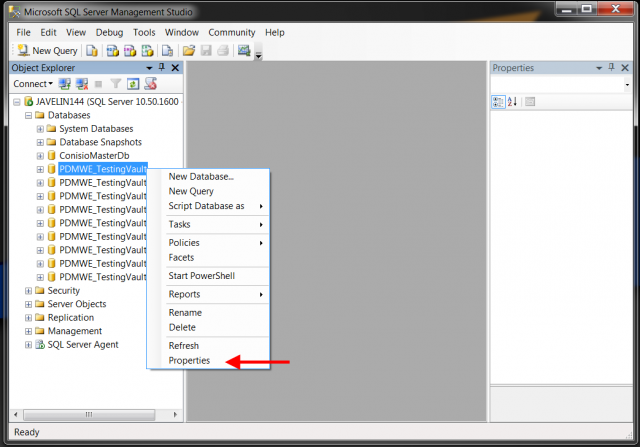 Microsoft SQL Server Management Studio
File Edit View Debug Tools Window Community Help
New Query
Object Explorer
Connect
JAVELIN144 (SQL Server 10.50.1600 -
Databases
System Databases
Database Snapshots
ConisioMasterDb
PDMWE_TestingVault
PDMWE_TestingVault
PDMWE_TestingVault
PDMWE_TestingVault
PDMWE_TestingVault
PDMWE_TestingVault
PDMWE_TestingVault
PDMWE_TestingVault
PDMWE_TestingVault
Security
Server Objects
Replication
Management
SQL Server Agent
New Database...
New Query
Script Database as
Tasks
Policies
Facets
Start PowerShell
Reports
Rename
Delete
Refresh
Properties
Properties
Ready